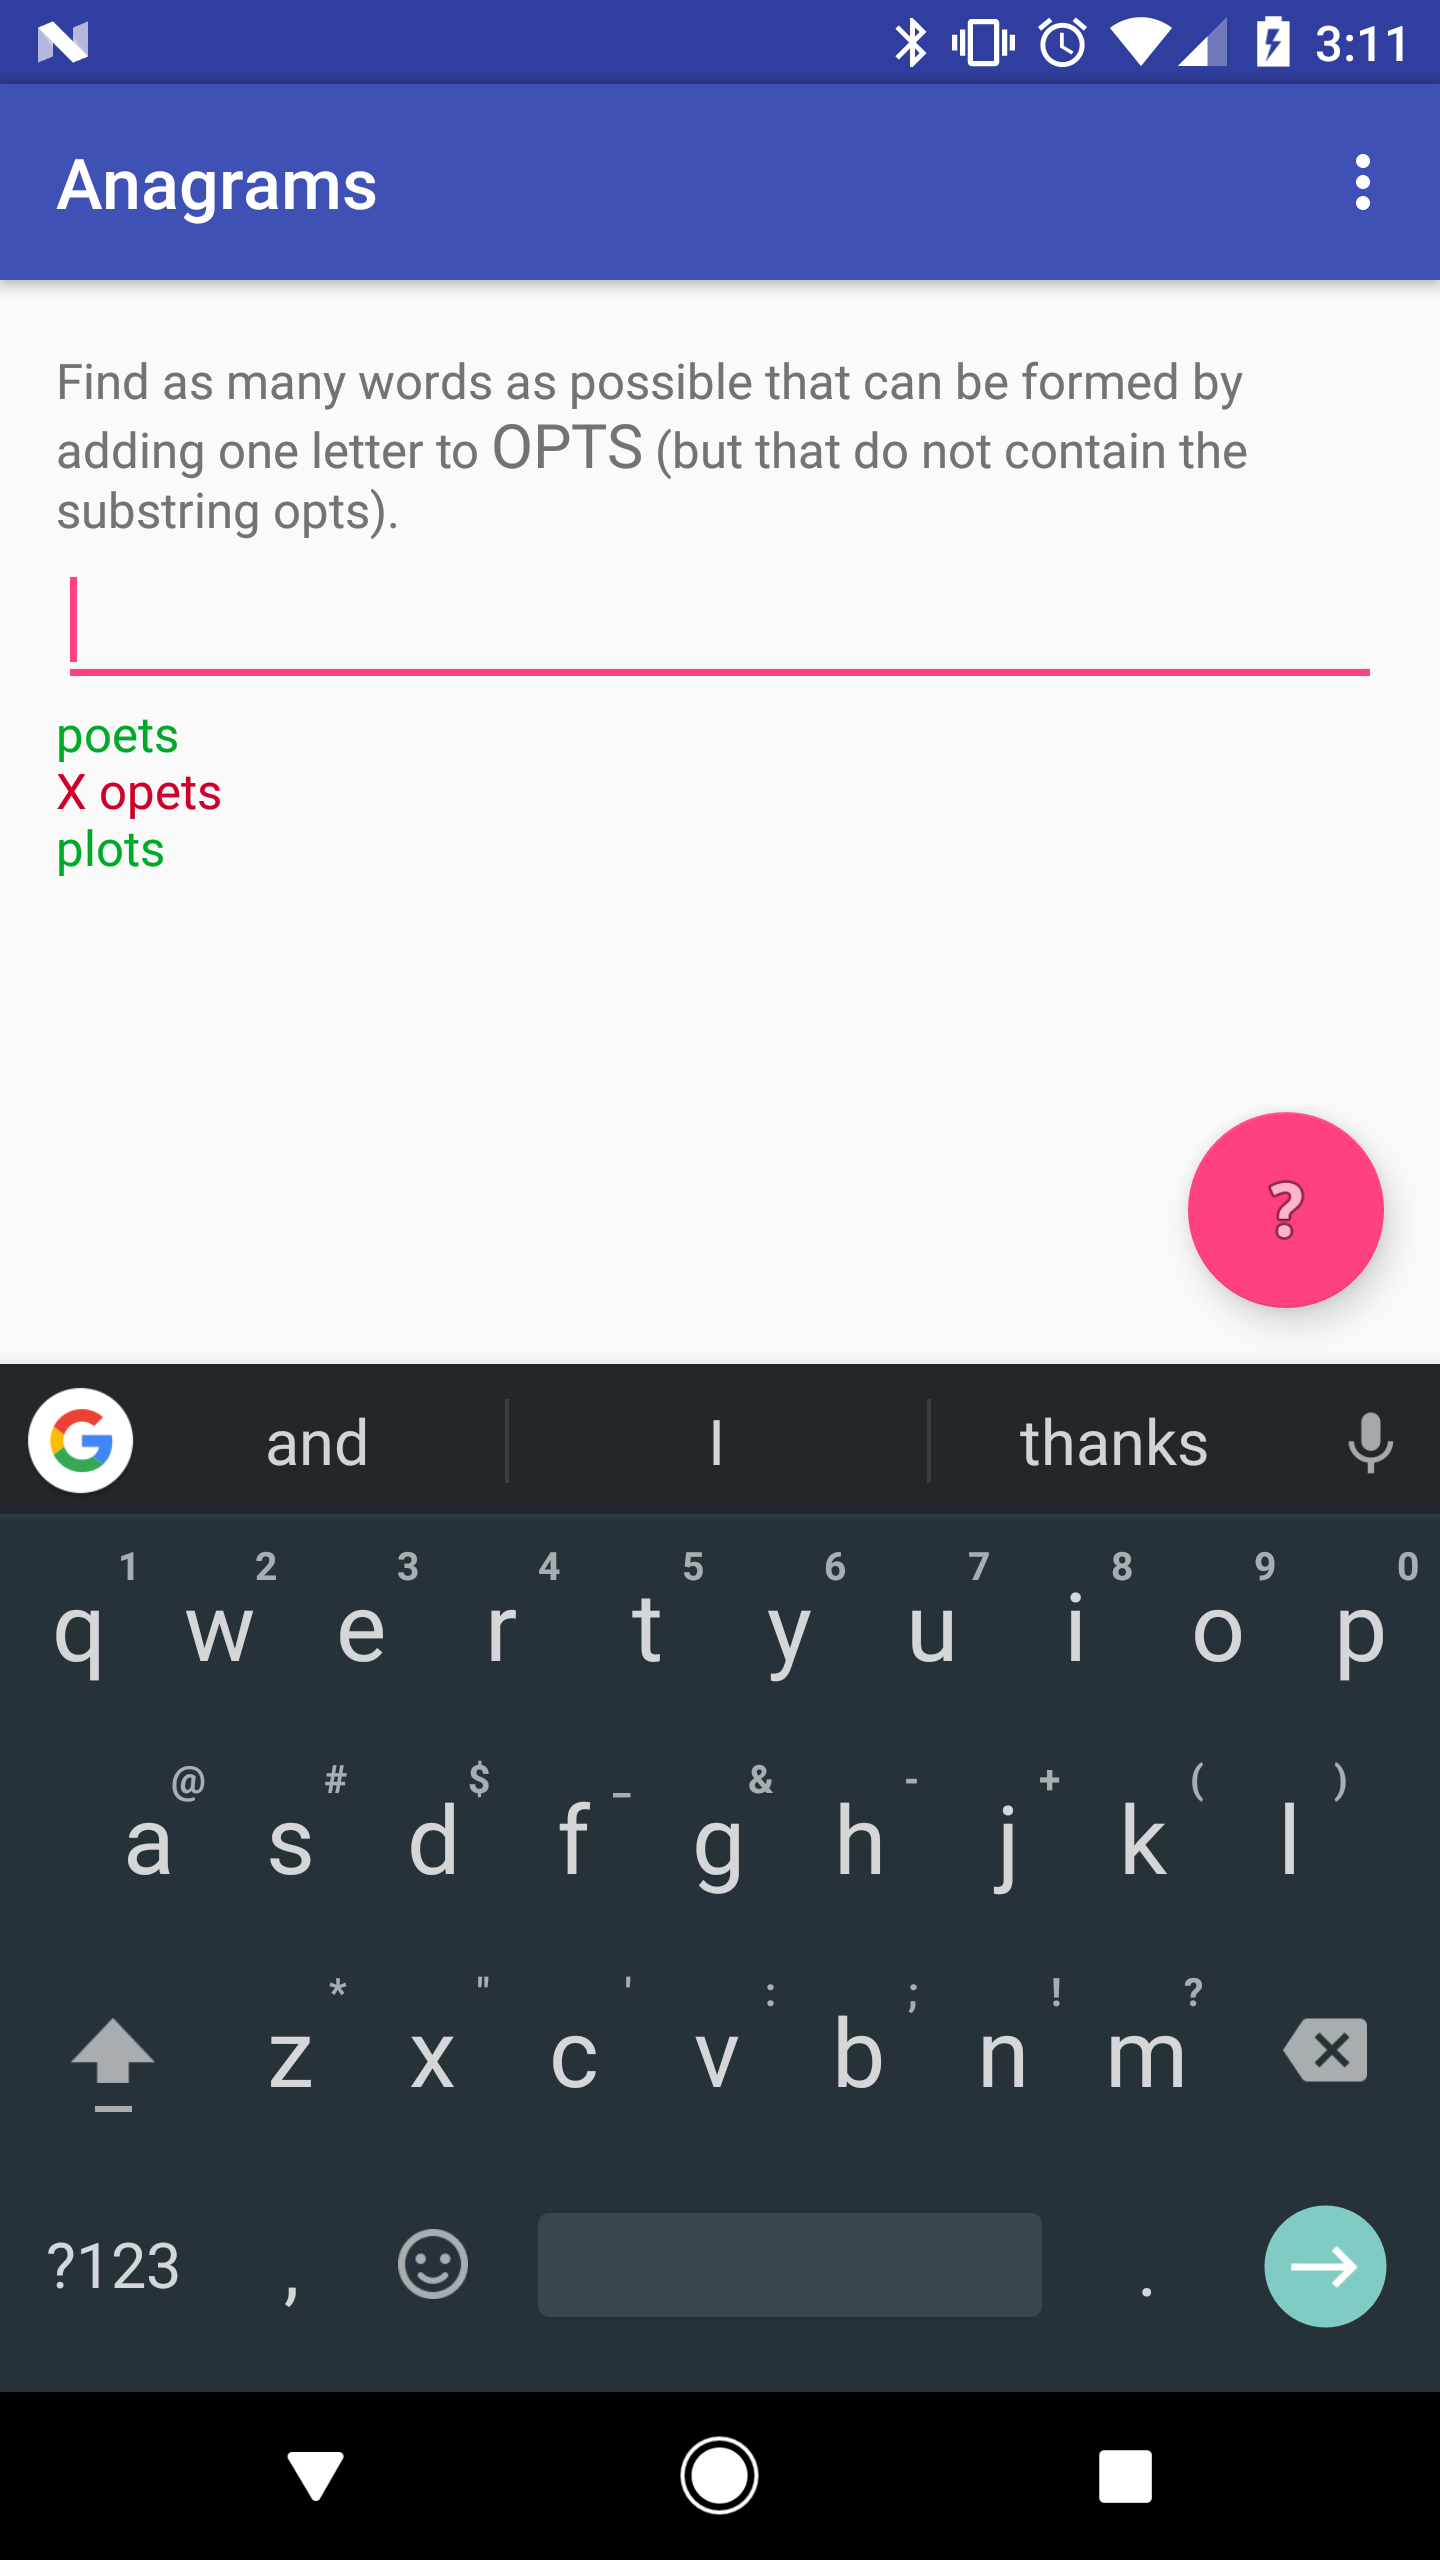 3:11
Anagrams
Find as many words as possible that can be formed by
adding one letter to OPTS (but that do not contain the
substring opts).
poets
X opets
plots
?
and I thanks
1 2 3 4 5 6 7 8 9 0
q w e r t y u i o p
@ # $ _ & - + ( )
a s d f g h j k l
* " ' : ; ! ?
z x c v b n m
?123 , .